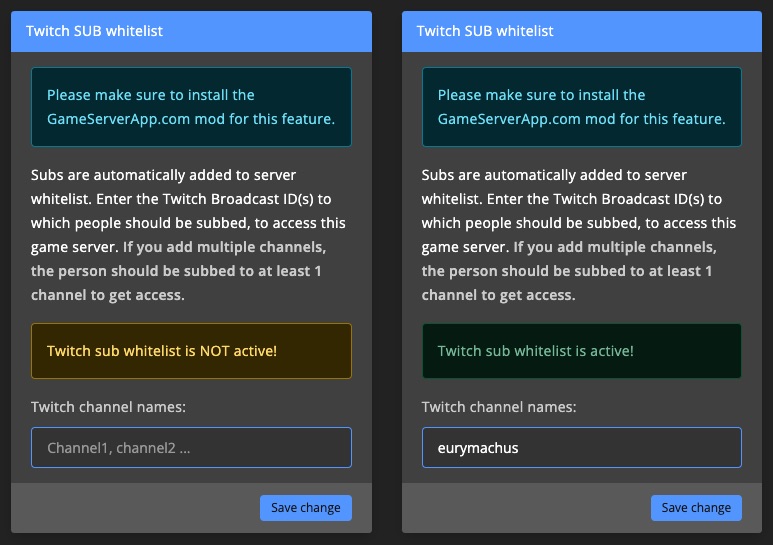 Twitch SUB whitelist
Please make sure to install the
GameServerApp.com mod for this feature.
Subs are automatically added to server
whitelist. Enter the Twitch Broadcast ID(s) to
which people should be subbed, to access this
game server. If you add multiple channels,
the person should be subbed to at least 1
channel to get access.
Twitch sub whitelist is NOT active!
Twitch channel names:
Channel1, channel2 ...
Save change
Twitch SUB whitelist
Please make sure to install the
GameServerApp.com mod for this feature.
Subs are automatically added to server
whitelist. Enter the Twitch Broadcast ID(s) to
which people should be subbed, to access this
game server. If you add multiple channels,
the person should be subbed to at least 1
channel to get access.
Twitch sub whitelist is active!
Twitch channel names:
eurymachus
Save change